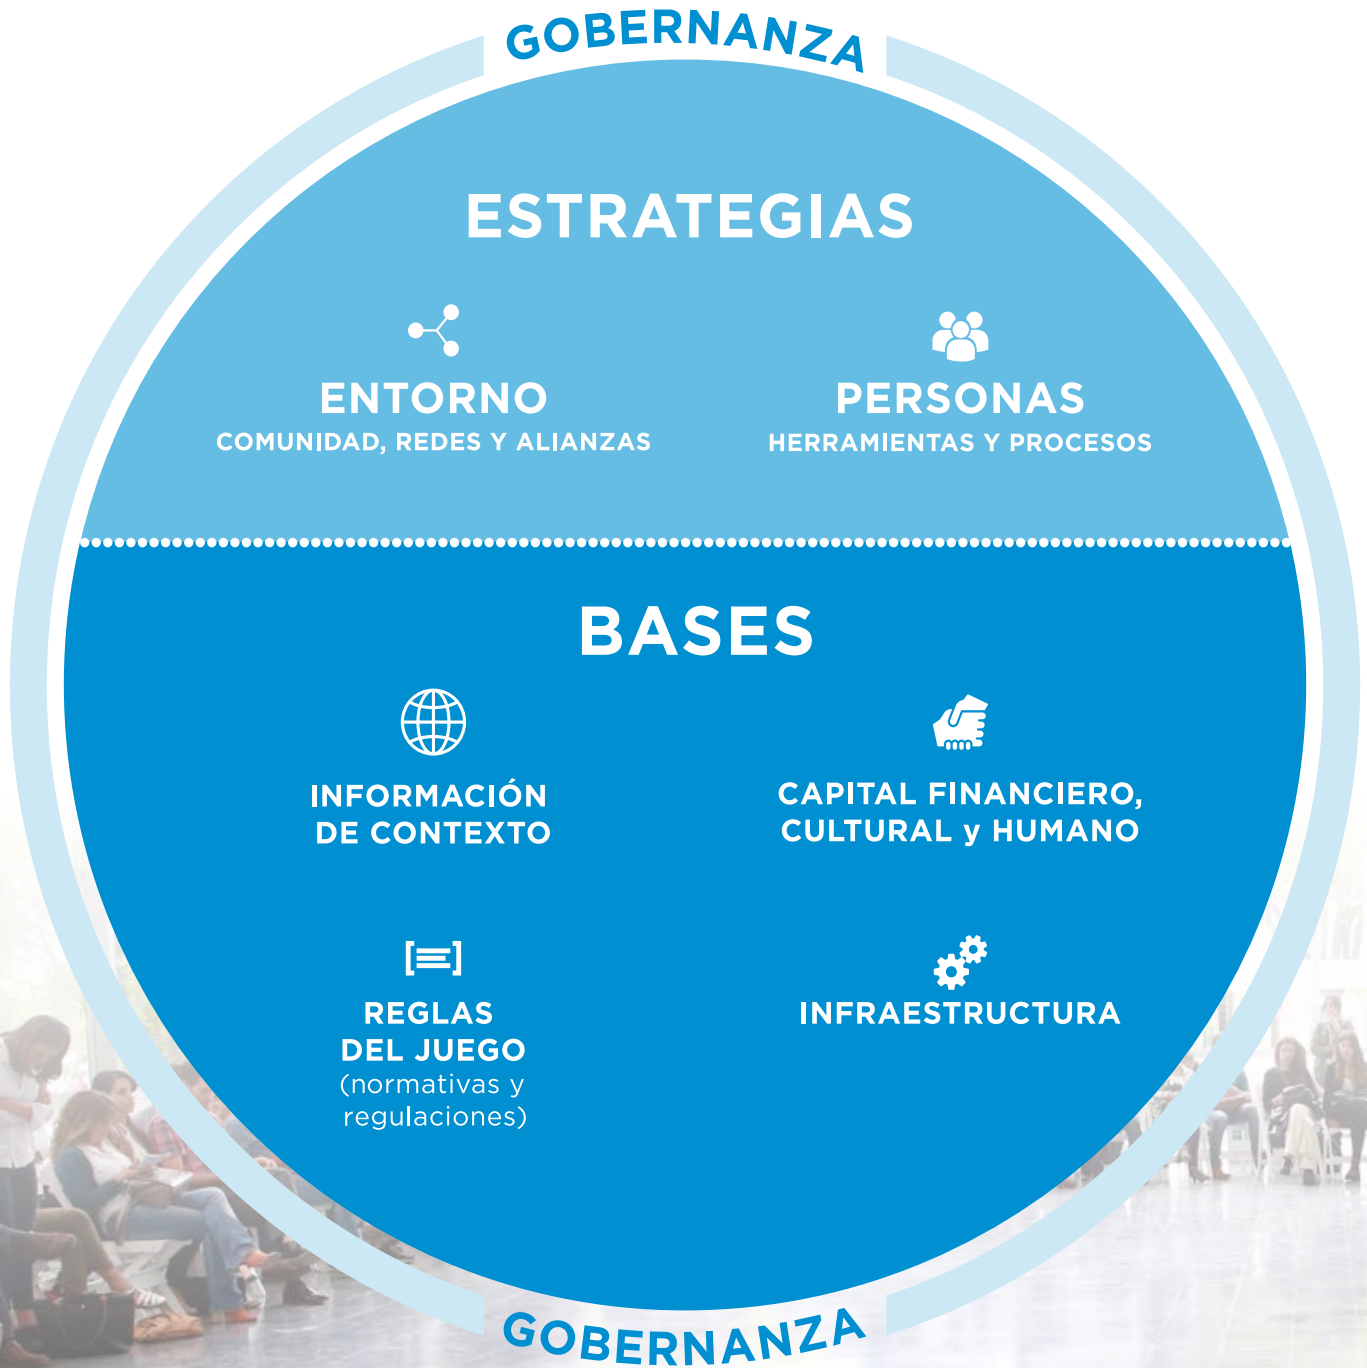 GOBERNANZA
ESTRATEGIAS
ENTORNO
COMUNIDAD, REDES Y ALIANZAS
PERSONAS
HERRAMIENTAS Y PROCESOS
BASES
INFORMACIÓN
DE CONTEXTO
CAPITAL FINANCIERO,
CULTURAL y HUMANO
REGLAS
DEL JUEGO
(normativas y
regulaciones)
INFRAESTRUCTURA
GOBERNANZA